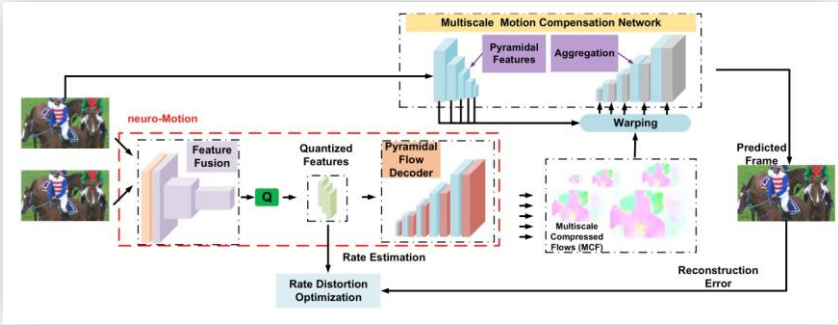 Multiscale Motion Compensation Network
Pyramidal
Features
Aggregation
neuro-Motion
Warping
Feature
Fusion
Quantized
Features
Pyramidal
Flow
Decoder
Predicted
Frame
Q
Multiscale
Compressed
Flows (MCF)
Rate Estimation
Reconstruction
Error
Rate Distortion
Optimization